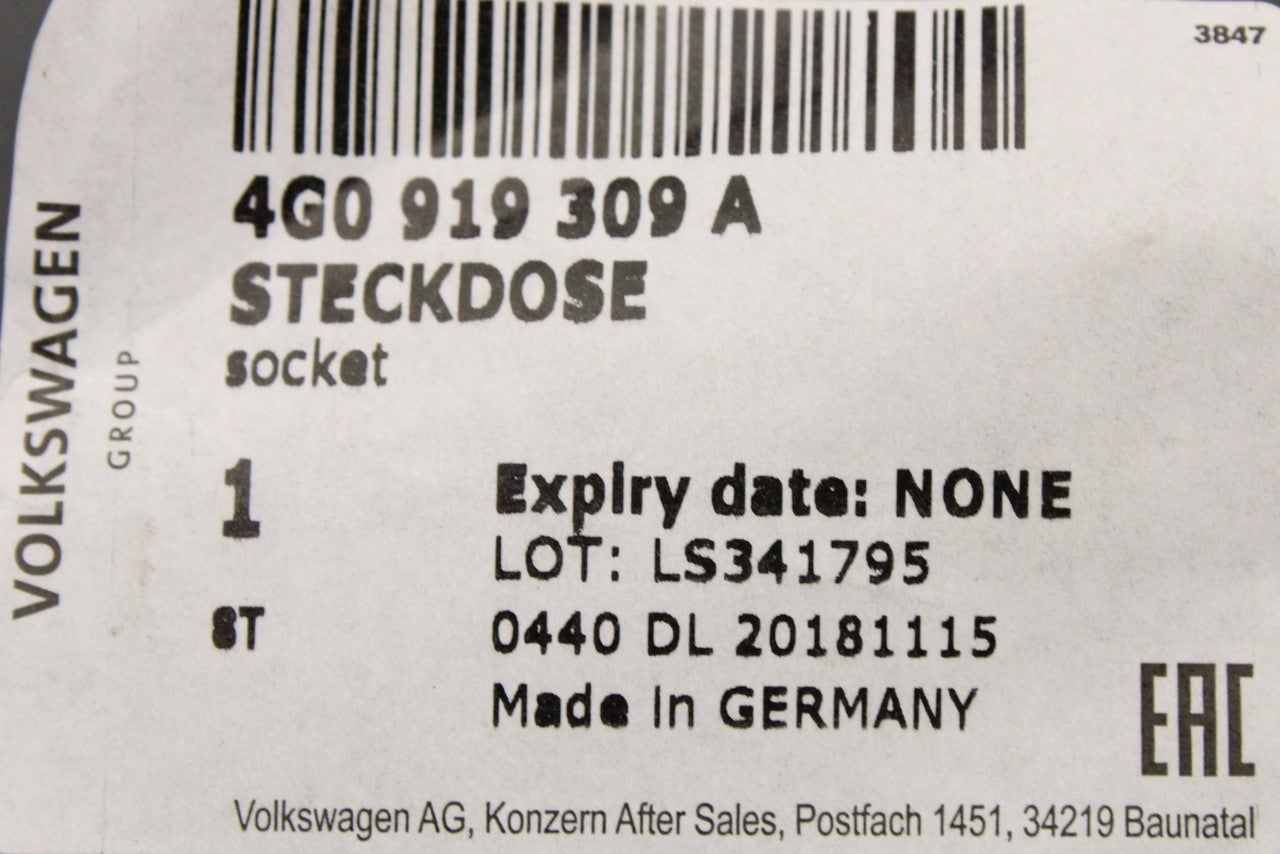 3847
4G0 919 309 A
STECKDOSE
socket
VOLKSWAGEN
GROUP
1
Expiry date: NONE
LOT: LS341795
ST
0440 DL 20181115
Made in GERMANY
EAC
Volkswagen AG, Konzern After Sales, Postfach 1451, 34219 Baunatal